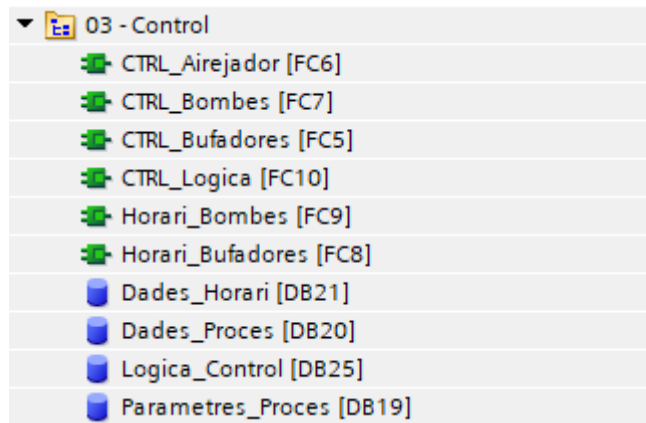 03 - Control
CTRL_Airejador [FC6]
CTRL_Bombes [FC7]
CTRL_Bufadores [FC5]
CTRL_Logica [FC10]
Horari_Bombes [FC9]
Horari_Bufadores [FC8]
Dades_Horari [DB21]
Dades_Proces [DB20]
Logica_Control [DB25]
Parametres_Proces [DB19]